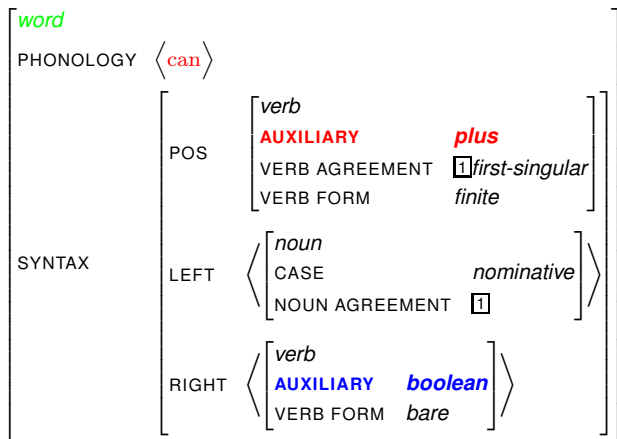 word
PHONOLOGY ⟨can⟩
verb
AUXILIARY plus
POS
VERB AGREEMENT 1 first-singular
VERB FORM finite
noun
SYNTAX
LEFT CASE nominative
NOUN AGREEMENT 1
verb
RIGHT AUXILIARY boolean
VERB FORM bare